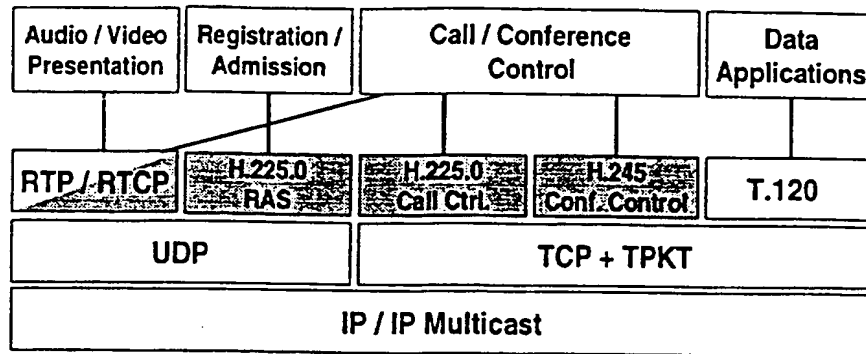 Audio / Video
Presentation
Registration /
Admission
Call / Conference
Control
Data
Applications
RTP / RTCP
H.225.0
RAS
H.225.0
Call Ctrl.
H.245
Conf. Control
T.120
UDP
TCP + TPKT
IP / IP Multicast